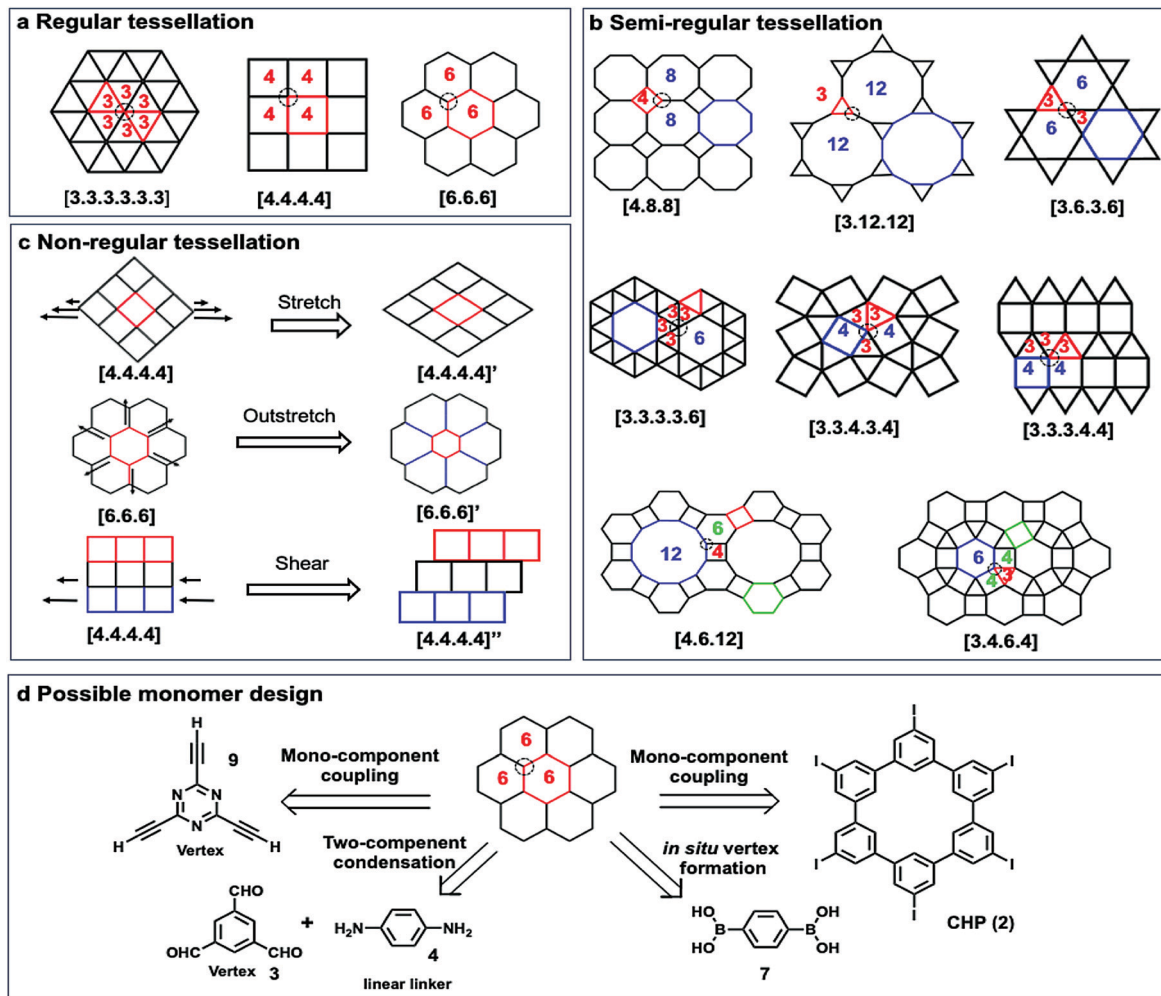 a Regular tessellation
3 3 3 3 3 3
4 4
4 4
6
6 6
[3.3.3.3.3.3] [4.4.4.4] [6.6.6]
b Semi-regular tessellation
8
4
8
3 12
12
6
3
3
6
[4.8.8]
[3.12.12]
[3.6.3.6]
3
3
3
3
6
3 3
4 4
3
3 3 3
4 4
[3.3.3.3.6]
[3.3.4.3.4]
[3.3.3.4.4]
6
12 4
6 4
4 3
[4.6.12]
[3.4.6.4]
c Non-regular tessellation
Stretch
[4.4.4.4] [4.4.4.4]’
Outstretch
[6.6.6] [6.6.6]’
Shear
[4.4.4.4] [4.4.4.4]’’
d Possible monomer design
H
9
N N
N
H H
Vertex
Mono-component
coupling
6
6 6
Mono-component
coupling
Two-compenent
condensation
in situ vertex
formation
CHO
CHO
CHO
Vertex 3
+
H₂N NH₂
4
linear linker
HO OH
B B
HO OH
7
I I
I I
I I
CHP (2)